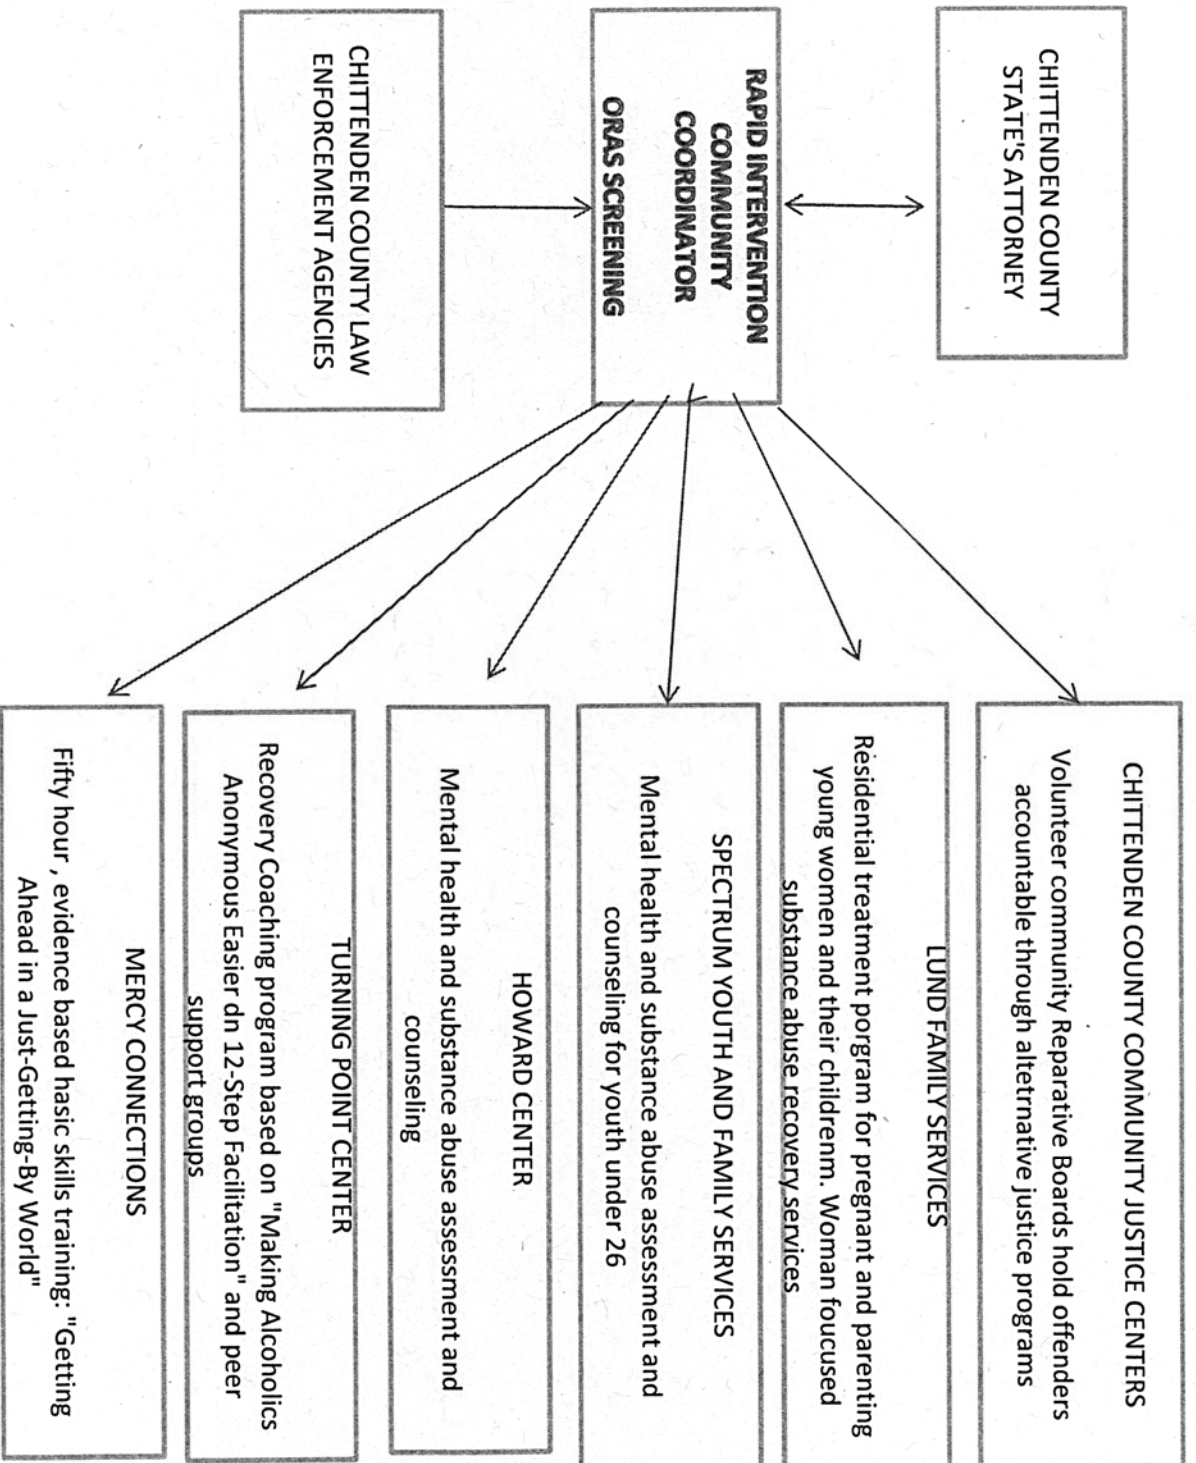 CHITTENDEN COUNTY
STATE'S ATTORNEY
RAPID INTERVENTION
COMMUNITY
COORDINATOR
ORAS SCREENING
CHITTENDEN COUNTY LAW
ENFORCEMENT AGENCIES
CHITTENDEN COUNTY COMMUNITY JUSTICE CENTERS
Volunteer community Reparative Boards hold offenders
accountable through alternative justice programs
LUND FAMILY SERVICES
Residential treatment porgram for pregnant and parenting
young women and their childrenm. Woman foucused
substance abuse recovery services
SPECTRUM YOUTH AND FAMILY SERVICES
Mental health and substance abuse assessment and
counseling for youth under 26
HOWARD CENTER
Mental health and substance abuse assessment and
counseling
TURNING POINT CENTER
Recovery Coaching program based on "Making Alcoholics
Anonymous Easier dn 12-Step Facilitation" and peer
support groups
MERCY CONNECTIONS
Fifty hour , evidence based hasic skills training: "Getting
Ahead in a Just-Getting-By World"